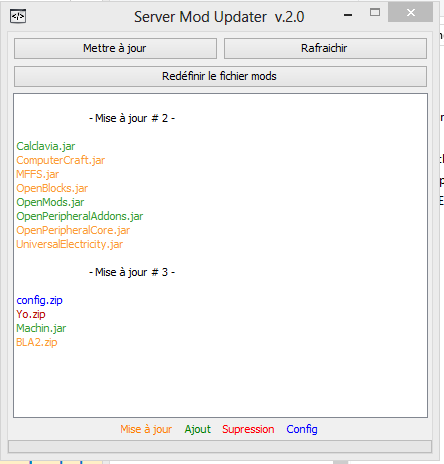 Server Mod Updater v.2.0
Mettre à jour
Rafraichir
Redéfinir le fichier mods
- Mise à jour # 2 -
Calclavia.jar
ComputerCraft.jar
MFFS.jar
OpenBlocks.jar
OpenMods.jar
OpenPeripheralAddons.jar
OpenPeripheralCore.jar
UniversalElectricity.jar
- Mise à jour # 3 -
config.zip
Yo.zip
Machin.jar
BLA2.zip
Mise à jour Ajout Supression Config